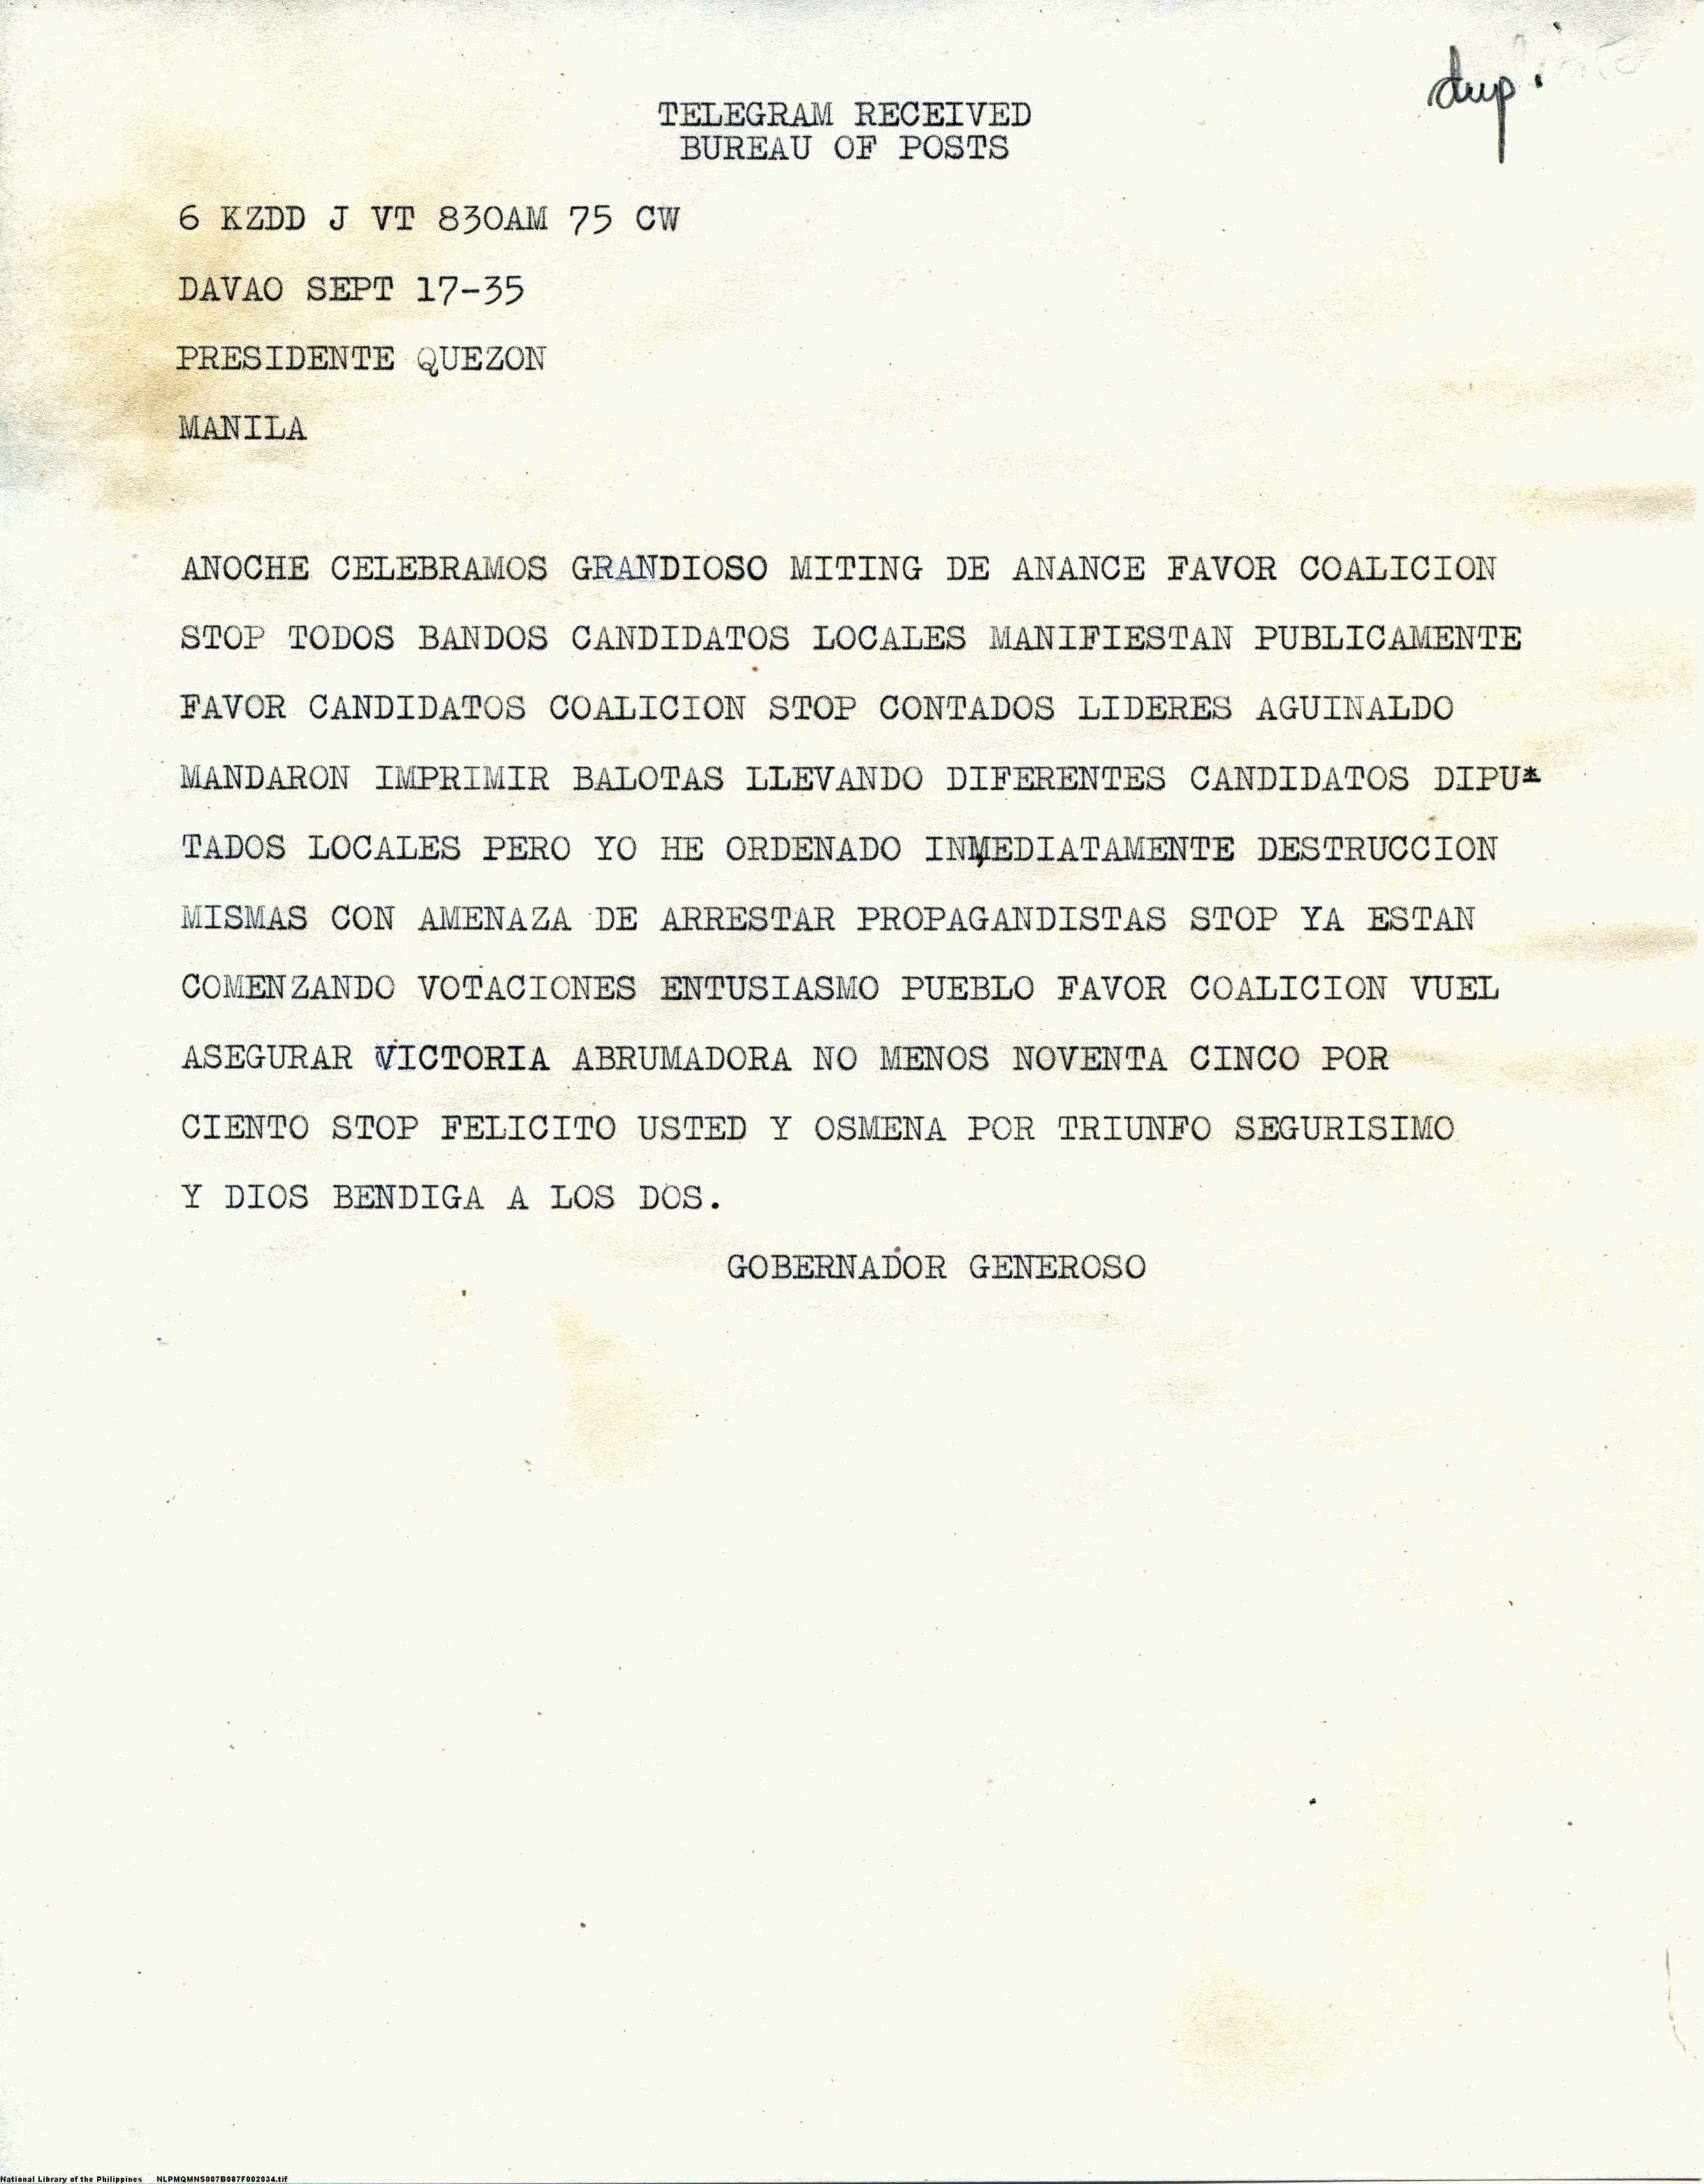 dup.
TELEGRAM RECEIVED
BUREAU OF POSTS
6 KZDD J VT 830AM 75 CW
DAVAO SEPT 17-35
PRESIDENTE QUEZON
MANILA
ANOCHE CELEBRAMOS GRANDIOSO MITING DE ANANCE FAVOR COALICION
STOP TODOS BANDOS CANDIDATOS LOCALES MANIFIESTAN PUBLICAMENTE
FAVOR CANDIDATOS COALICION STOP CONTADOS LIDERES AGUINALDO
MANDARON IMPRIMIR BALOTAS LLEVANDO DIFERENTES CANDIDATOS DIPU*
TADOS LOCALES PERO YO HE ORDENADO INMEDIATAMENTE DESTRUCCION
MISMAS CON AMENAZA DE ARRESTAR PROPAGANDISTAS STOP YA ESTAN
COMENZANDO VOTACIONES ENTUSIASMO PUEBLO FAVOR COALICION VUEL
ASEGURAR VICTORIA ABRUMADORA NO MENOS NOVENTA CINCO POR
CIENTO STOP FELICITO USTED Y OSMENA POR TRIUNFO SEGURISIMO
Y DIOS BENDIGA A LOS DOS.
GOBERNADOR GENEROSO
National Library of the Philippines NLPMQMNS007B087F002034.tif